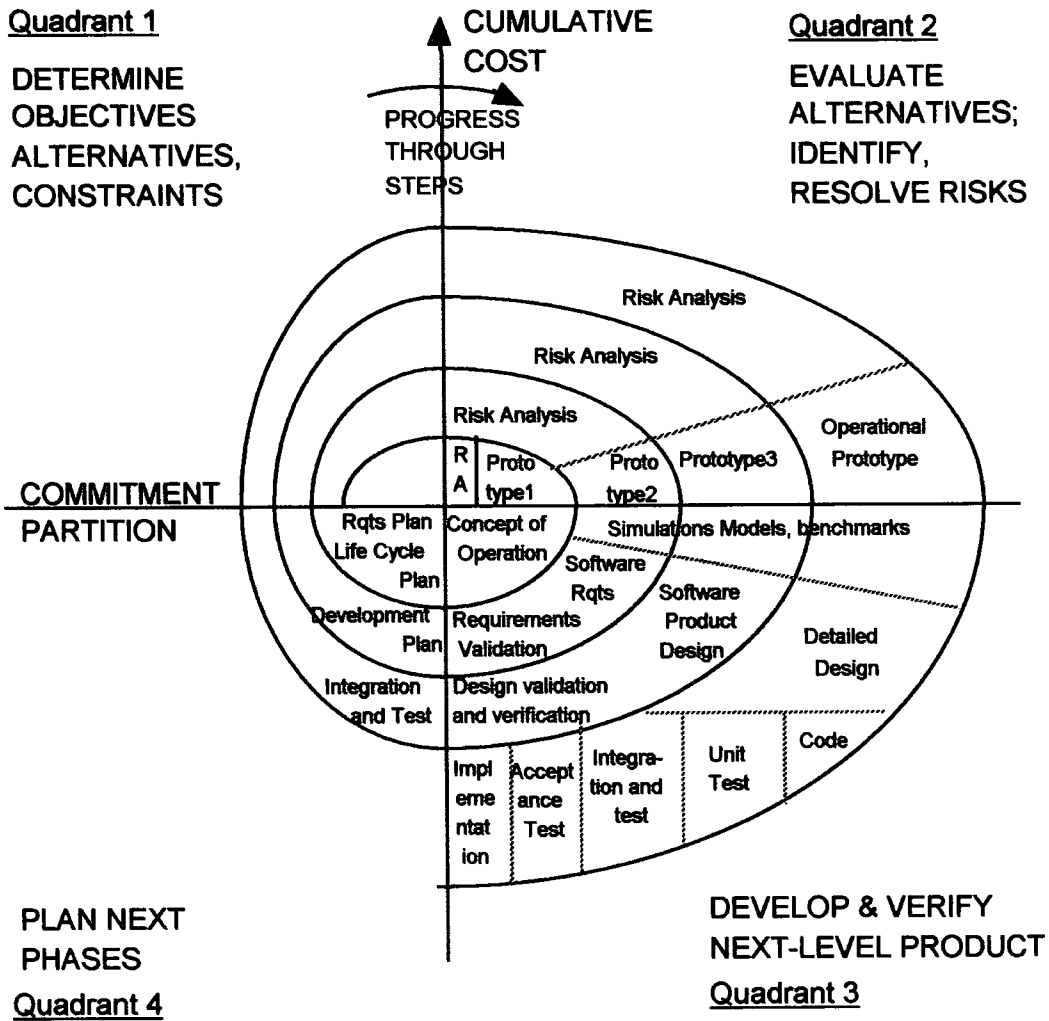 Quadrant 1
DETERMINE
OBJECTIVES
ALTERNATIVES,
CONSTRAINTS
CUMULATIVE
COST
PROGRESS
THROUGH
STEPS
Quadrant 2
EVALUATE
ALTERNATIVES;
IDENTIFY,
RESOLVE RISKS
Risk Analysis
Risk Analysis
Risk Analysis
R
A
Proto
type1
Proto
type2
Prototype3
Operational
Prototype
COMMITMENT
PARTITION
Rqts Plan
Life Cycle
Plan
Concept of
Operation
Simulations Models, benchmarks
Software
Rqts
Software
Product
Design
Detailed
Design
Development
Plan
Requirements
Validation
Integration
and Test
Design validation
and verification
Impl
eme
ntat
ion
Accept
ance
Test
Integra-
tion and
test
Unit
Test
Code
PLAN NEXT
PHASES
Quadrant 4
DEVELOP & VERIFY
NEXT-LEVEL PRODUCT
Quadrant 3